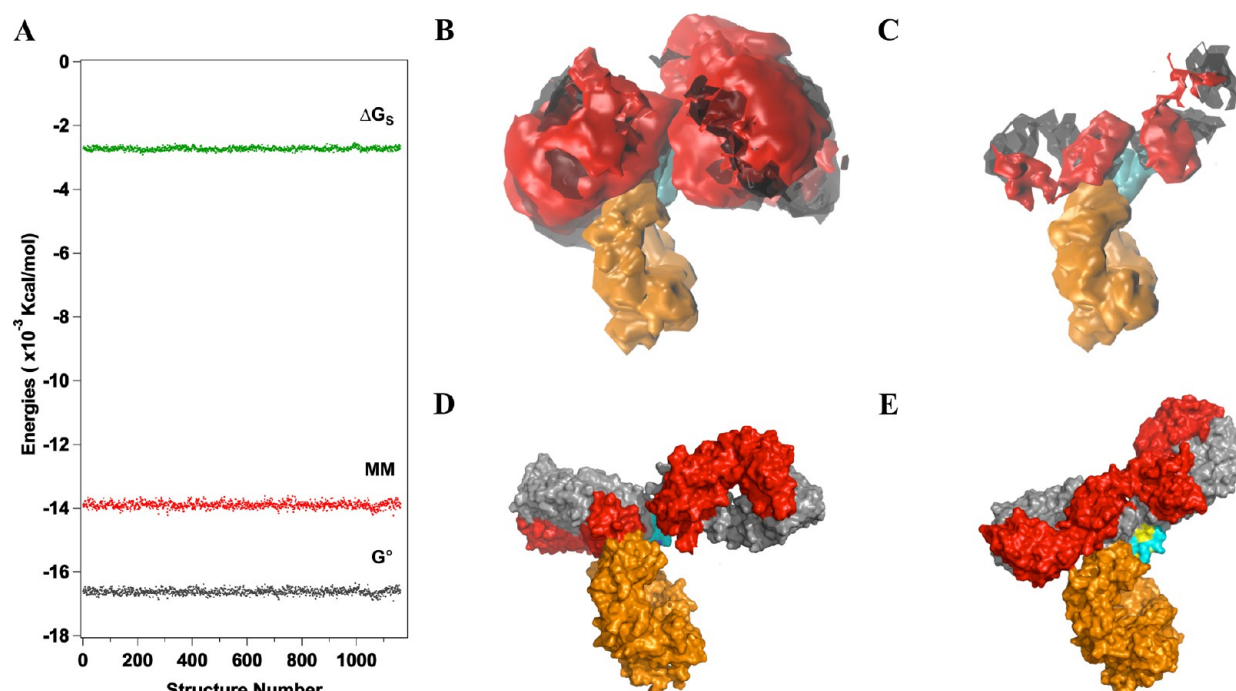 A
B
C
0
-2
ΔGS
-4
-6
-8
-10
-12
MM
-14
G°
-16
-18
Energies ( x10-3 Kcal/mol)
0 200 400 600 800 1000
Structure Number
D
E